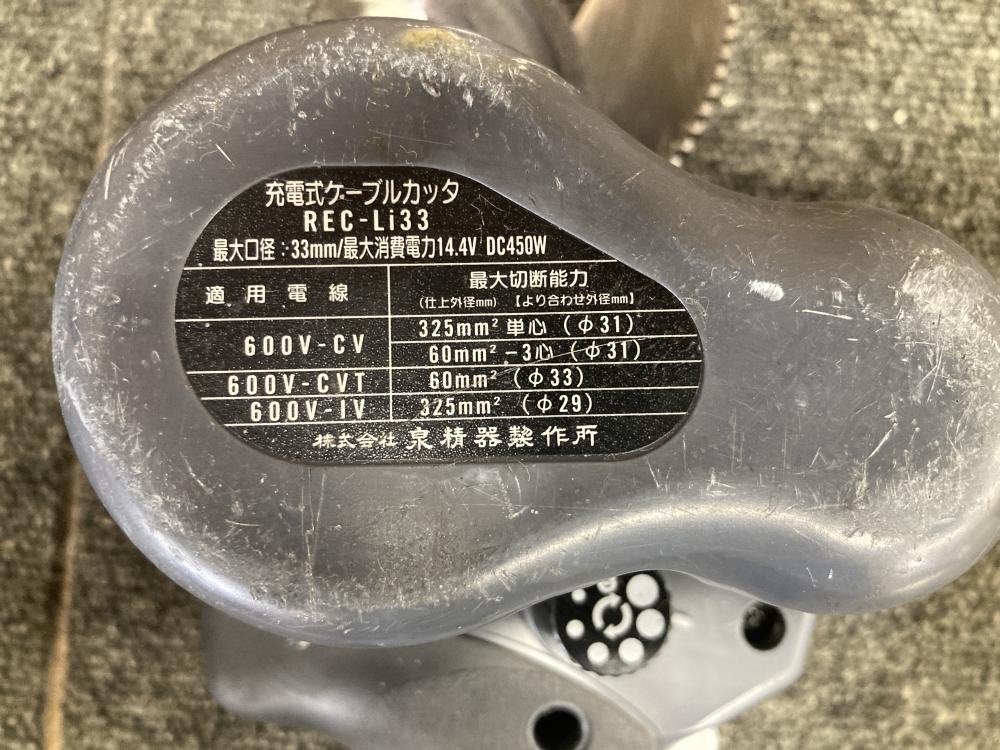 充電式ケーブルカッタ
REC-Li33
最大口径:33mm/最大消費電力14.4V DC450W
適用電線 最大切断能力
(仕上外径mm) 【より合わせ外径mm】
600V-CV 325mm² 単心 (φ31)
60mm² -3心 (φ31)
600V-CVT 60mm² (φ33)
600V-IV 325mm² (φ29)
株式会社 泉精器製作所